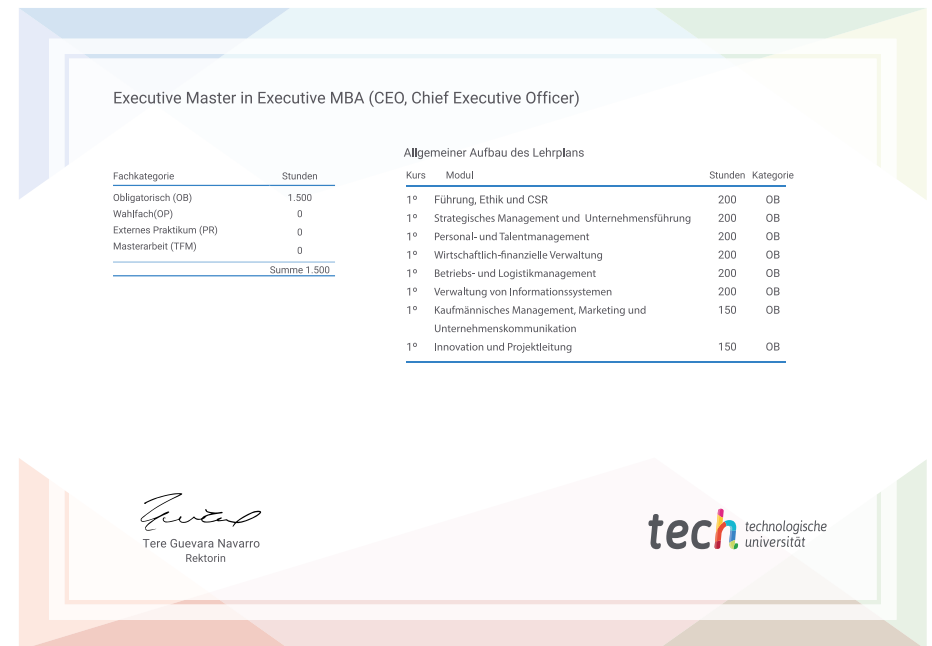 Executive Master in Executive MBA (CEO, Chief Executive Officer)
Fachkategorie Stunden
Obligatorisch (OB) 1.500
Wahlfach(OP) 0
Externes Praktikum (PR) 0
Masterarbeit (TFM) 0
Summe 1.500
Allgemeiner Aufbau des Lehrplans
Kurs Modul Stunden Kategorie
1º Führung, Ethik und CSR 200 OB
1º Strategisches Management und Unternehmensführung 200 OB
1º Personal- und Talentmanagement 200 OB
1º Wirtschaftlich-finanzielle Verwaltung 200 OB
1º Betriebs- und Logistikmanagement 200 OB
1º Verwaltung von Informationssystemen 200 OB
1º Kaufmännisches Management, Marketing und 150 OB
Unternehmenskommunikation
1º Innovation und Projektleitung 150 OB
Tere Guevara Navarro
Rektorin
tech technologische
universität